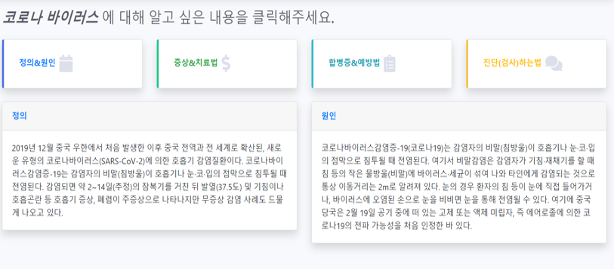 코로나 바이러스 에 대해 알고 싶은 내용을 클릭해주세요.
정의&원인
증상&치료법
합병증&예방법
진단(검사)하는법
정의
2019년 12월 중국 우한에서 처음 발생한 이후 중국 전역과 전 세계로 확산된, 새로
운 유형의 코로나바이러스(SARS-CoV-2)에 의한 호흡기 감염질환이다. 코로나바이
러스감염증-19는 감염자의 비말(침방울)이 호흡기나 눈·코·입의 점막으로 침투될 때
전염된다. 감염되면 약 2~14일(추정)의 잠복기를 거친 뒤 발열(37.5도) 및 기침이나
호흡곤란 등 호흡기 증상, 폐렴이 주증상으로 나타나지만 무증상 감염 사례도 드물
게 나오고 있다.
원인
코로나바이러스감염증-19(코로나19)는 감염자의 비말(침방울)이 호흡기나 눈·코·입
의 점막으로 침투될 때 전염된다. 여기서 비말감염은 감염자가 기침·재채기를 할 때
침 등의 작은 물방울(비말)에 바이러스·세균이 섞여 나와 타인에게 감염되는 것으로
통상 이동거리는 2m로 알려져 있다. 눈의 경우 환자의 침 등이 눈에 직접 들어가거
나, 바이러스에 오염된 손으로 눈을 비비면 눈을 통해 전염될 수 있다. 여기에 중국
당국은 2월 19일 공기 중에 떠 있는 고체 또는 액체 미립자, 즉 에어로졸에 의한 코
로나19의 전파 가능성을 처음 인정한 바 있다.